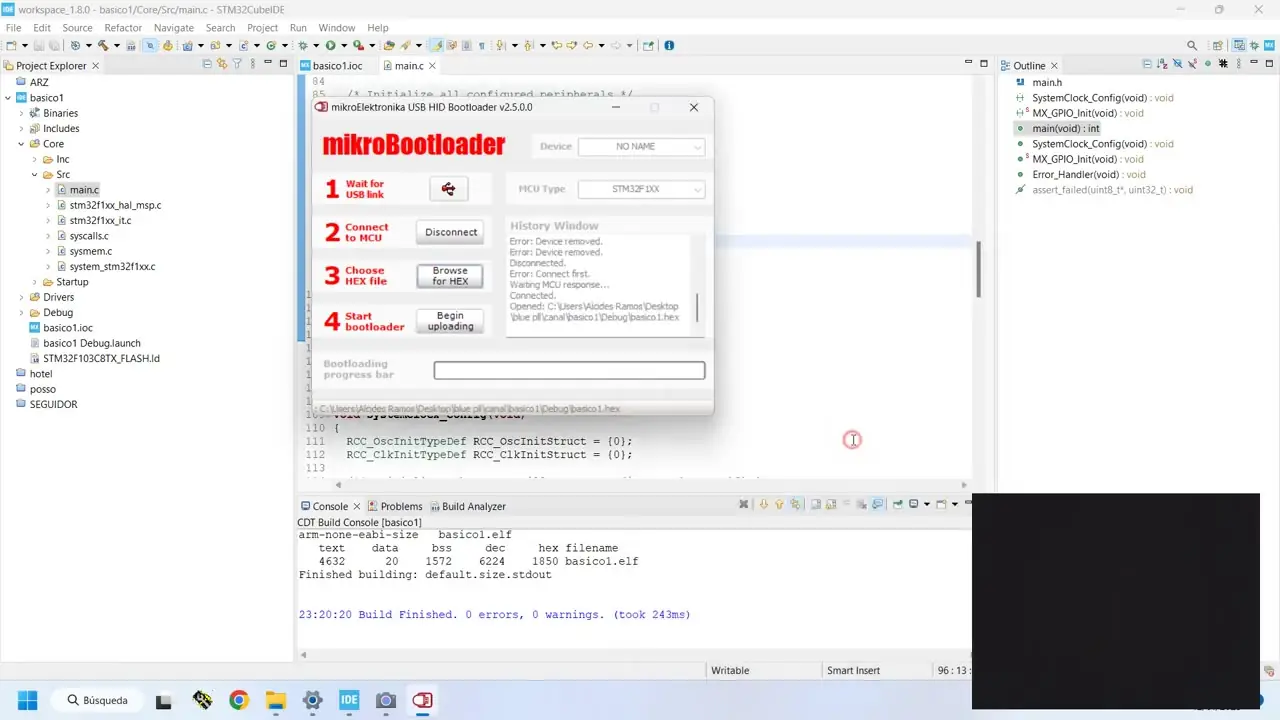 workspace_1.8.0 - basico1/Core/Src/main.c - STM32CubeIDE
File Edit Source Refactor Navigate Search Project Run Window Help
Project Explorer
ARZ
basico1
Binaries
Includes
Core
Inc
Src
main.c
stm32f1xx_hal_msp.c
stm32f1xx_it.c
syscalls.c
sysmem.c
system_stm32f1xx.c
Startup
Drivers
Debug
basico1.ioc
basico1 Debug.launch
STM32F103C8TX_FLASH.ld
hotel
posso
SEGUIDOR
basico1.ioc
main.c
84
/* Initialize all configured peripherals */
mikroElektronika USB HID Bootloader v2.5.0.0
mikroBootloader
Device NO NAME
1 Wait for USB link
MCU Type STM32F1XX
2 Connect to MCU
Disconnect
3 Choose HEX file
Browse for HEX
4 Start bootloader
Begin uploading
History Window
Error: Device removed.
Error: Device removed.
Disconnected.
Error: Connect first.
Waiting MCU response...
Connected.
Opened: C:\Users\Alcides Ramos\Desktop
\blue pll\canal\basico1\Debug\basico1.hex
Bootloading progress bar
C:\Users\Alcides Ramos\Desktop\blue pll\canal\basico1\Debug\basico1.hex
109 void SystemClock_Config(void)
110 {
111 RCC_OscInitTypeDef RCC_OscInitStruct = {0};
112 RCC_ClkInitTypeDef RCC_ClkInitStruct = {0};
113
Outline
main.h
SystemClock_Config(void) : void
MX_GPIO_Init(void) : void
main(void) : int
SystemClock_Config(void) : void
MX_GPIO_Init(void) : void
Error_Handler(void) : void
assert_failed(uint8_t*, uint32_t) : void
Console Problems Build Analyzer
CDT Build Console [basico1]
arm-none-eabi-size basico1.elf
text data bss dec hex filename
4632 20 1572 6224 1850 basico1.elf
Finished building: default.size.stdout
23:20:20 Build Finished. 0 errors, 0 warnings. (took 243ms)
Writable
Smart Insert
96 : 13
Búsqueda
IDE